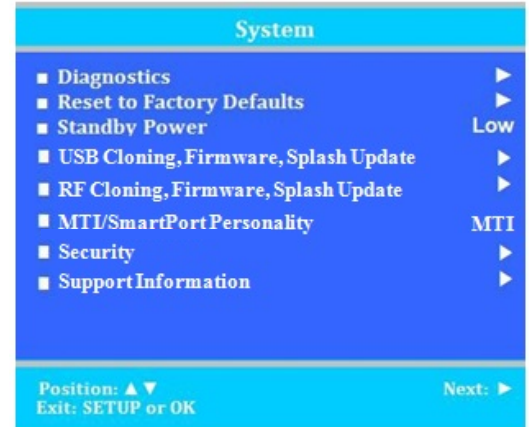 System
■ Diagnostics ▶
■ Reset to Factory Defaults ▶
■ Standby Power Low
■ USB Cloning, Firmware, Splash Update ▶
■ RF Cloning, Firmware, Splash Update ▶
■ MTI/SmartPort Personality MTI
■ Security ▶
■ Support Information ▶
Position: ▲ ▼ Next: ▶
Exit: SETUP or OK